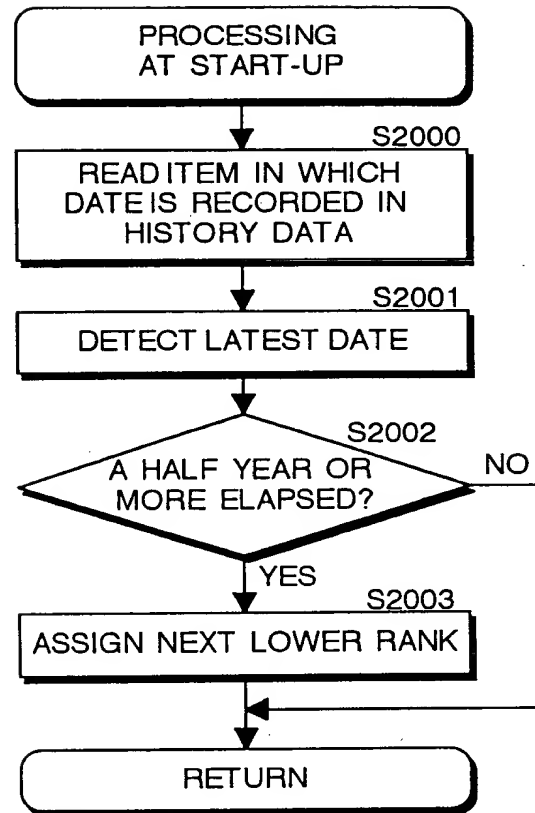 PROCESSING
AT START-UP
S2000
READ ITEM IN WHICH
DATE IS RECORDED IN
HISTORY DATA
S2001
DETECT LATEST DATE
S2002
A HALF YEAR OR
MORE ELAPSED?
NO
YES
S2003
ASSIGN NEXT LOWER RANK
RETURN